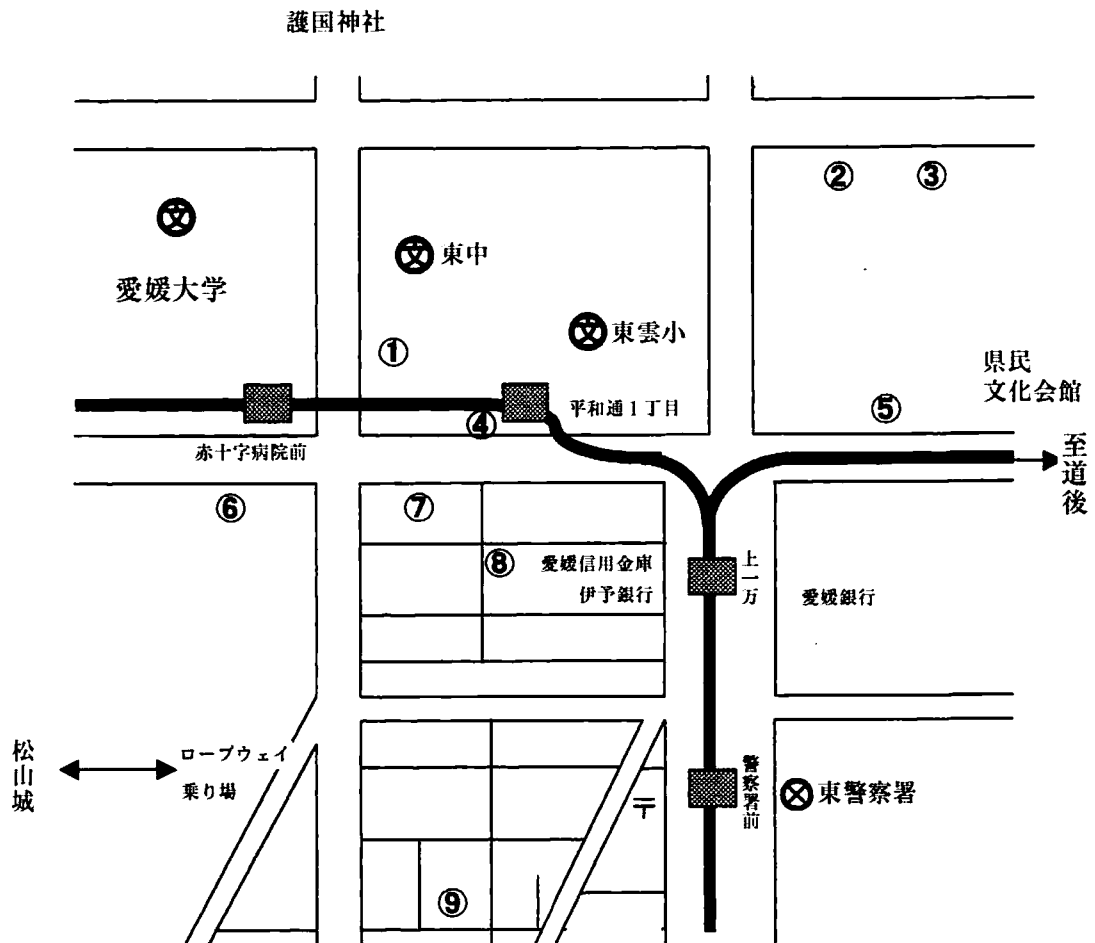 護国神社
②
③
文
文 東中
愛媛大学
文 東雲小
①
県民
文化会館
平和通1丁目
⑤
④
赤十字病院前
至道後
⑥
⑦
⑧
愛媛信用金庫
伊予銀行
上一万
愛媛銀行
松山城
ロープウェイ
乗り場
警察署前
〒
東警察署
⑨